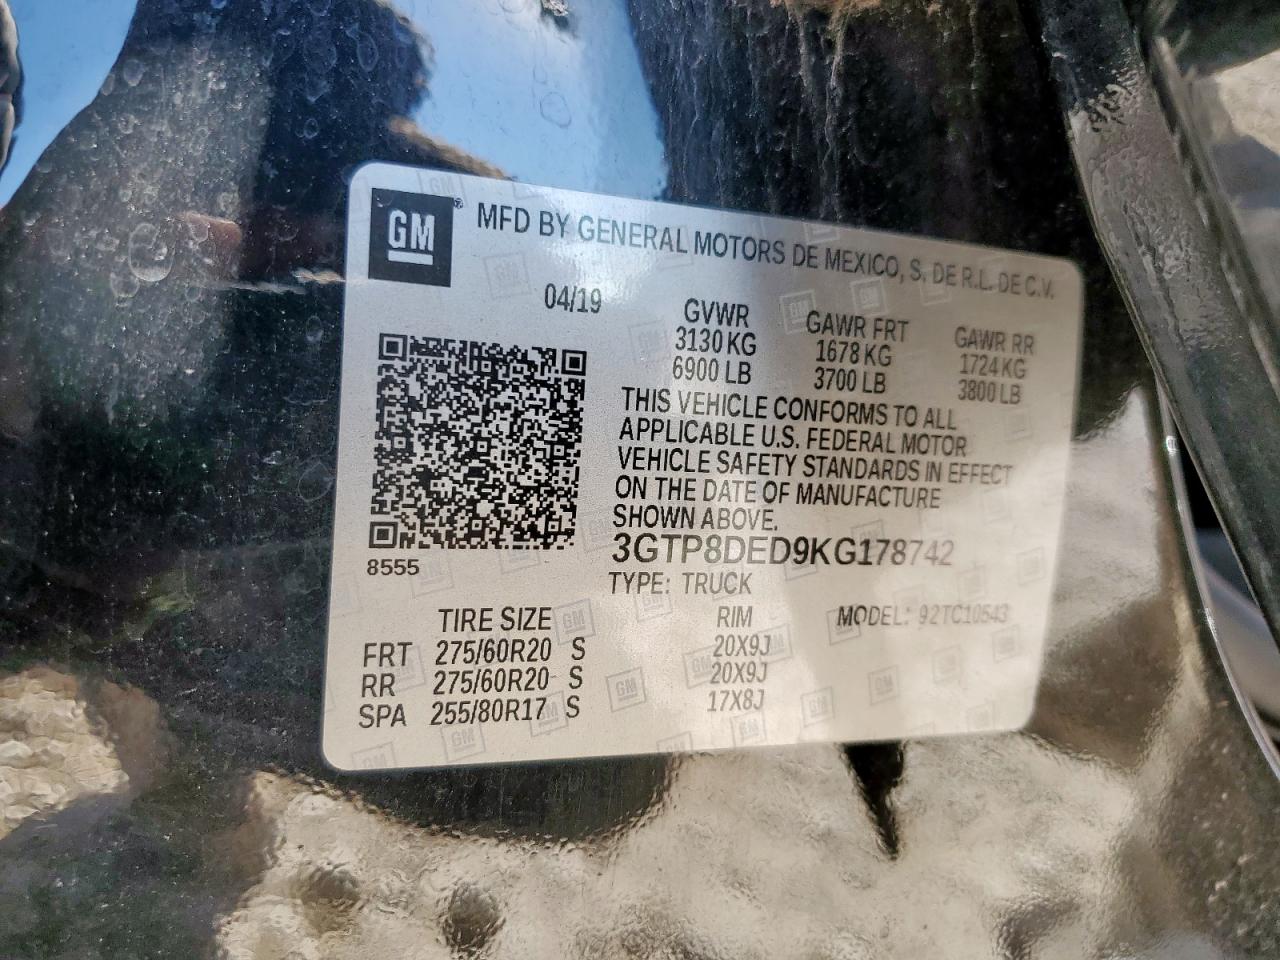 GM
MFD BY GENERAL MOTORS DE MEXICO, S. DE R.L. DE C.V.
04/19 GVWR GAWR FRT GAWR RR
3130 KG 1678 KG 1724 KG
6900 LB 3700 LB 3800 LB
THIS VEHICLE CONFORMS TO ALL
APPLICABLE U.S. FEDERAL MOTOR
VEHICLE SAFETY STANDARDS IN EFFECT
ON THE DATE OF MANUFACTURE
SHOWN ABOVE.
3GTP8DED9KG178742
8555
TYPE: TRUCK
TIRE SIZE RIM MODEL: 92TC10543
FRT 275/60R20 S 20X9J
RR 275/60R20 S 20X9J
SPA 255/80R17 S 17X8J